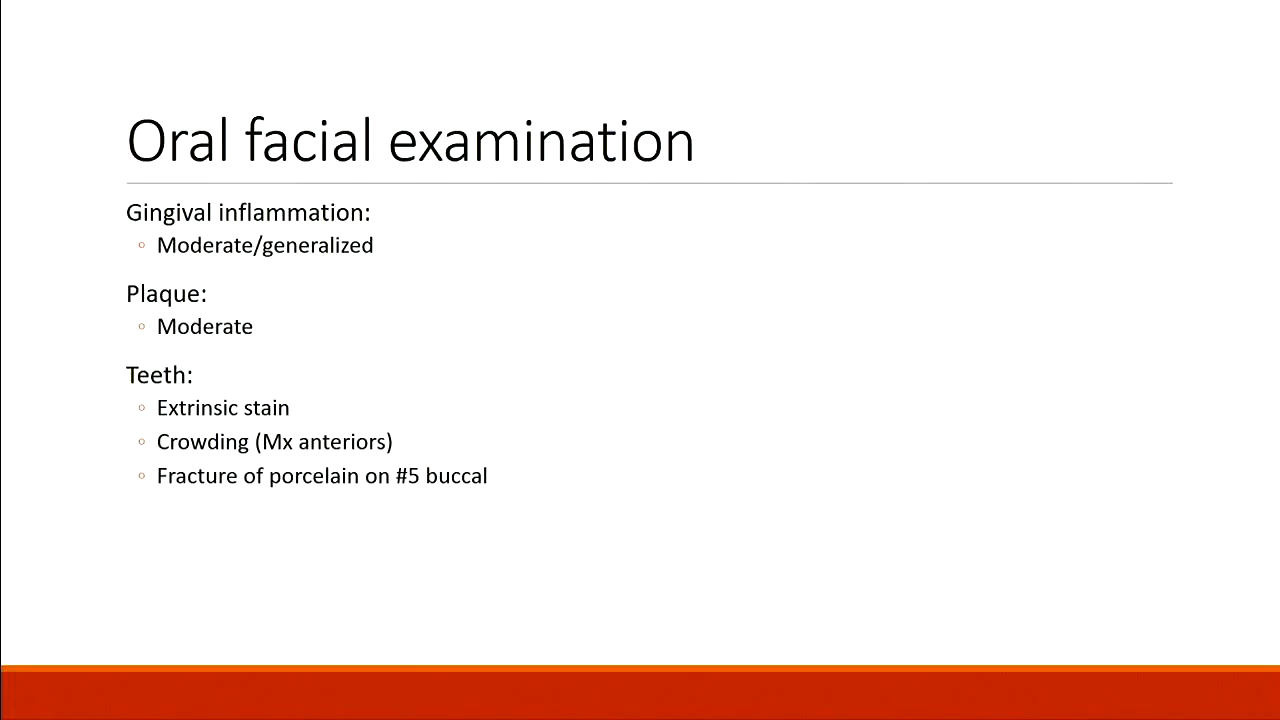 Oral facial examination
Gingival inflammation:
◦ Moderate/generalized
Plaque:
◦ Moderate
Teeth:
◦ Extrinsic stain
◦ Crowding (Mx anteriors)
◦ Fracture of porcelain on #5 buccal